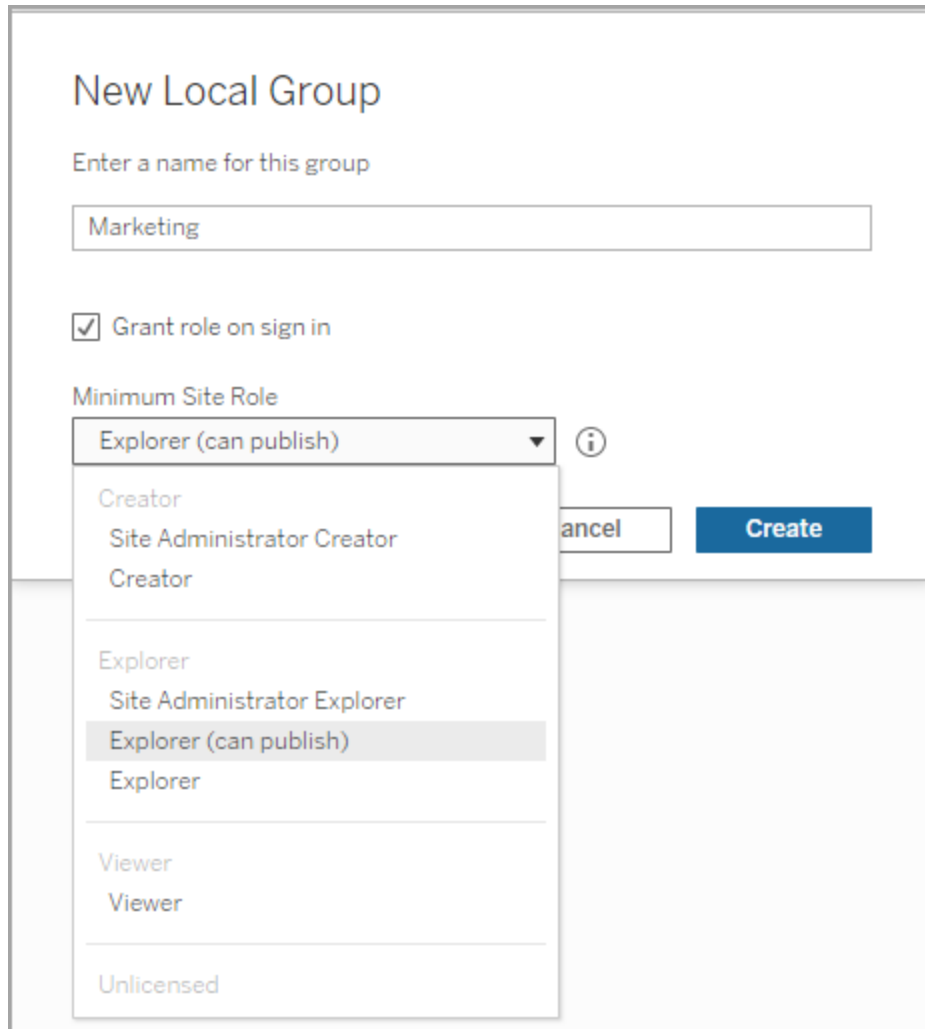 New Local Group
Enter a name for this group
Marketing
Grant role on sign in
Minimum Site Role
Explorer (can publish)
Creator
Site Administrator Creator
Creator
ancel
Create
Explorer
Site Administrator Explorer
Explorer (can publish)
Explorer
Viewer
Viewer
Unlicensed